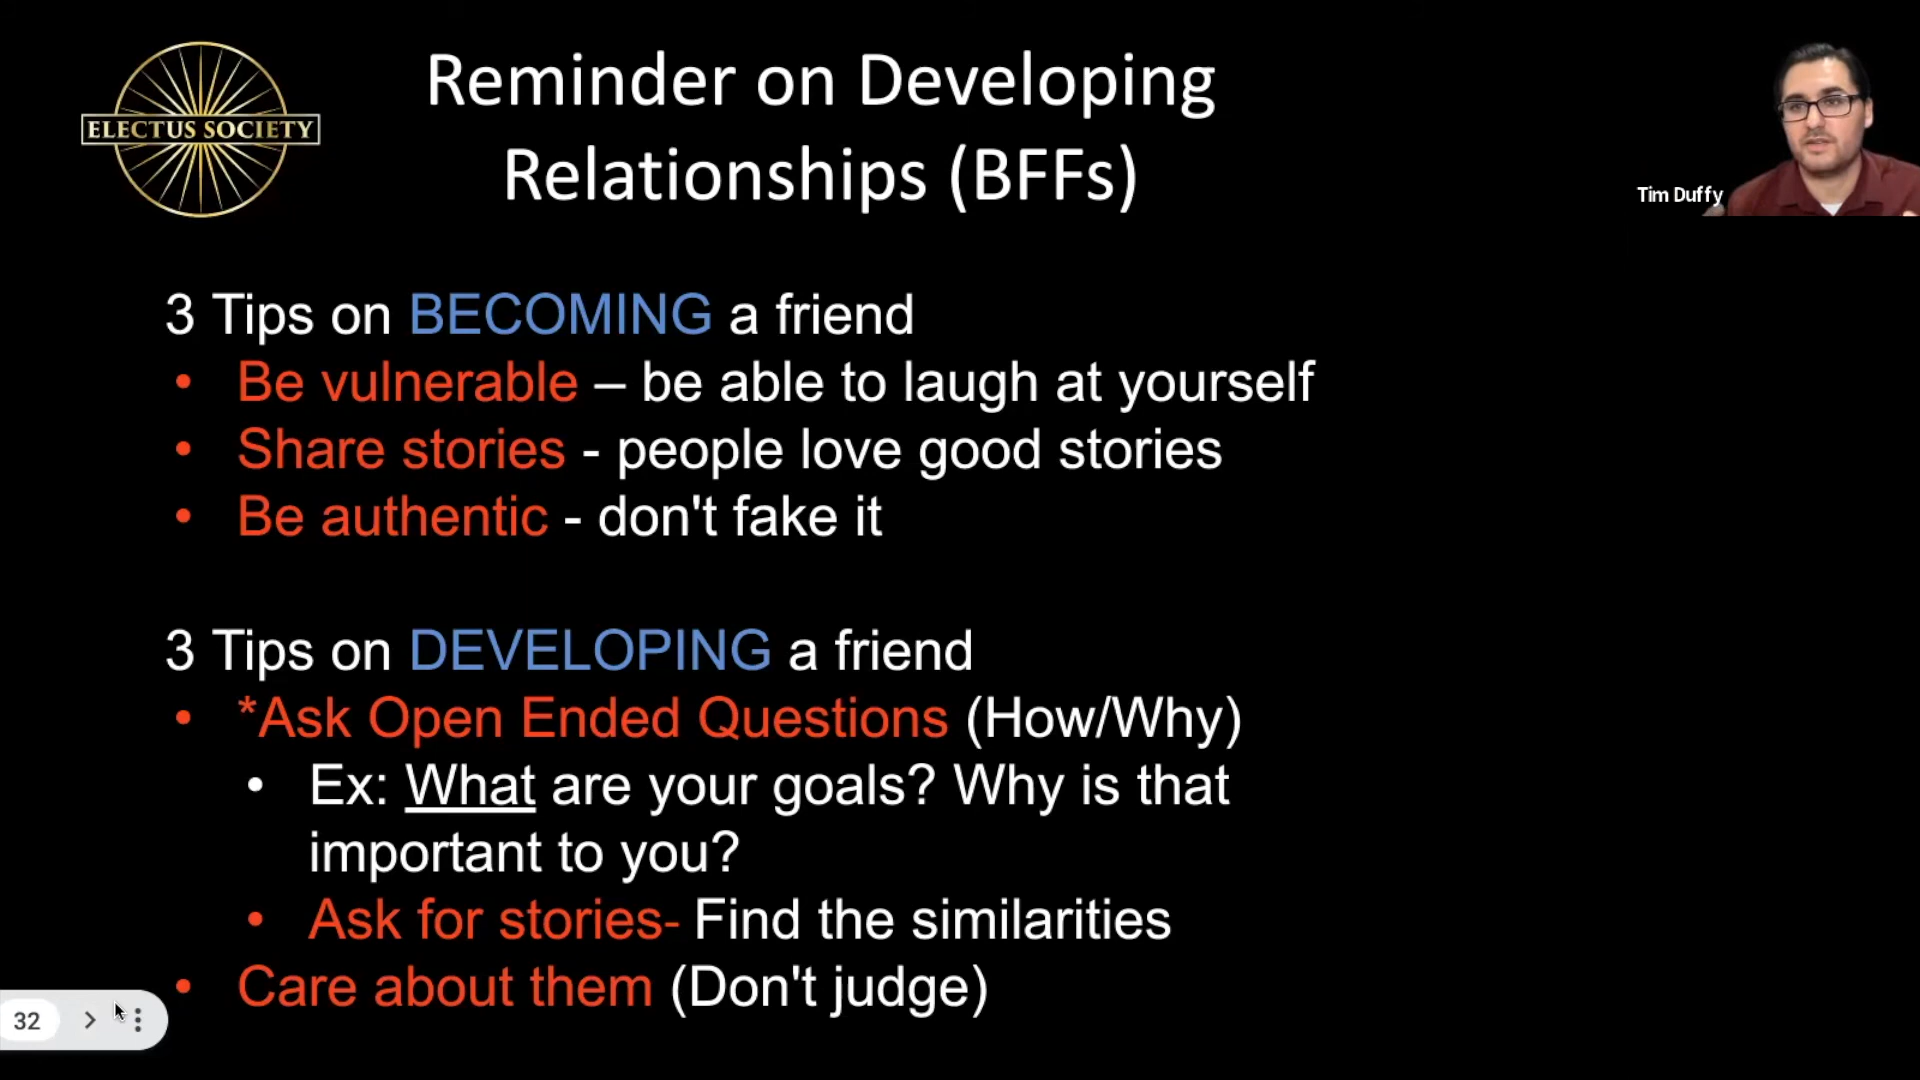 ELECTUS SOCIETY
Reminder on Developing
Relationships (BFFs)
Tim Duffy
3 Tips on BECOMING a friend
• Be vulnerable – be able to laugh at yourself
• Share stories - people love good stories
• Be authentic - don't fake it
3 Tips on DEVELOPING a friend
• *Ask Open Ended Questions (How/Why)
• Ex: What are your goals? Why is that
important to you?
• Ask for stories- Find the similarities
• Care about them (Don't judge)
32